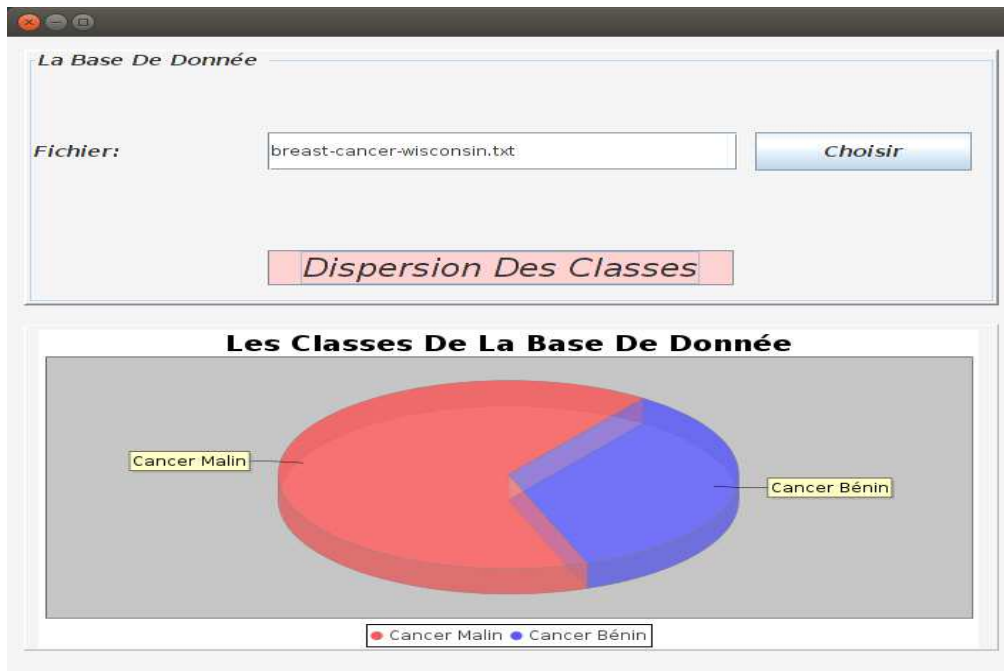 La Base De Donnée
Fichier:
breast-cancer-wisconsin.txt
Choisir
Dispersion Des Classes
Les Classes De La Base De Donnée
Cancer Malin
Cancer Bénin
Cancer Malin Cancer Bénin